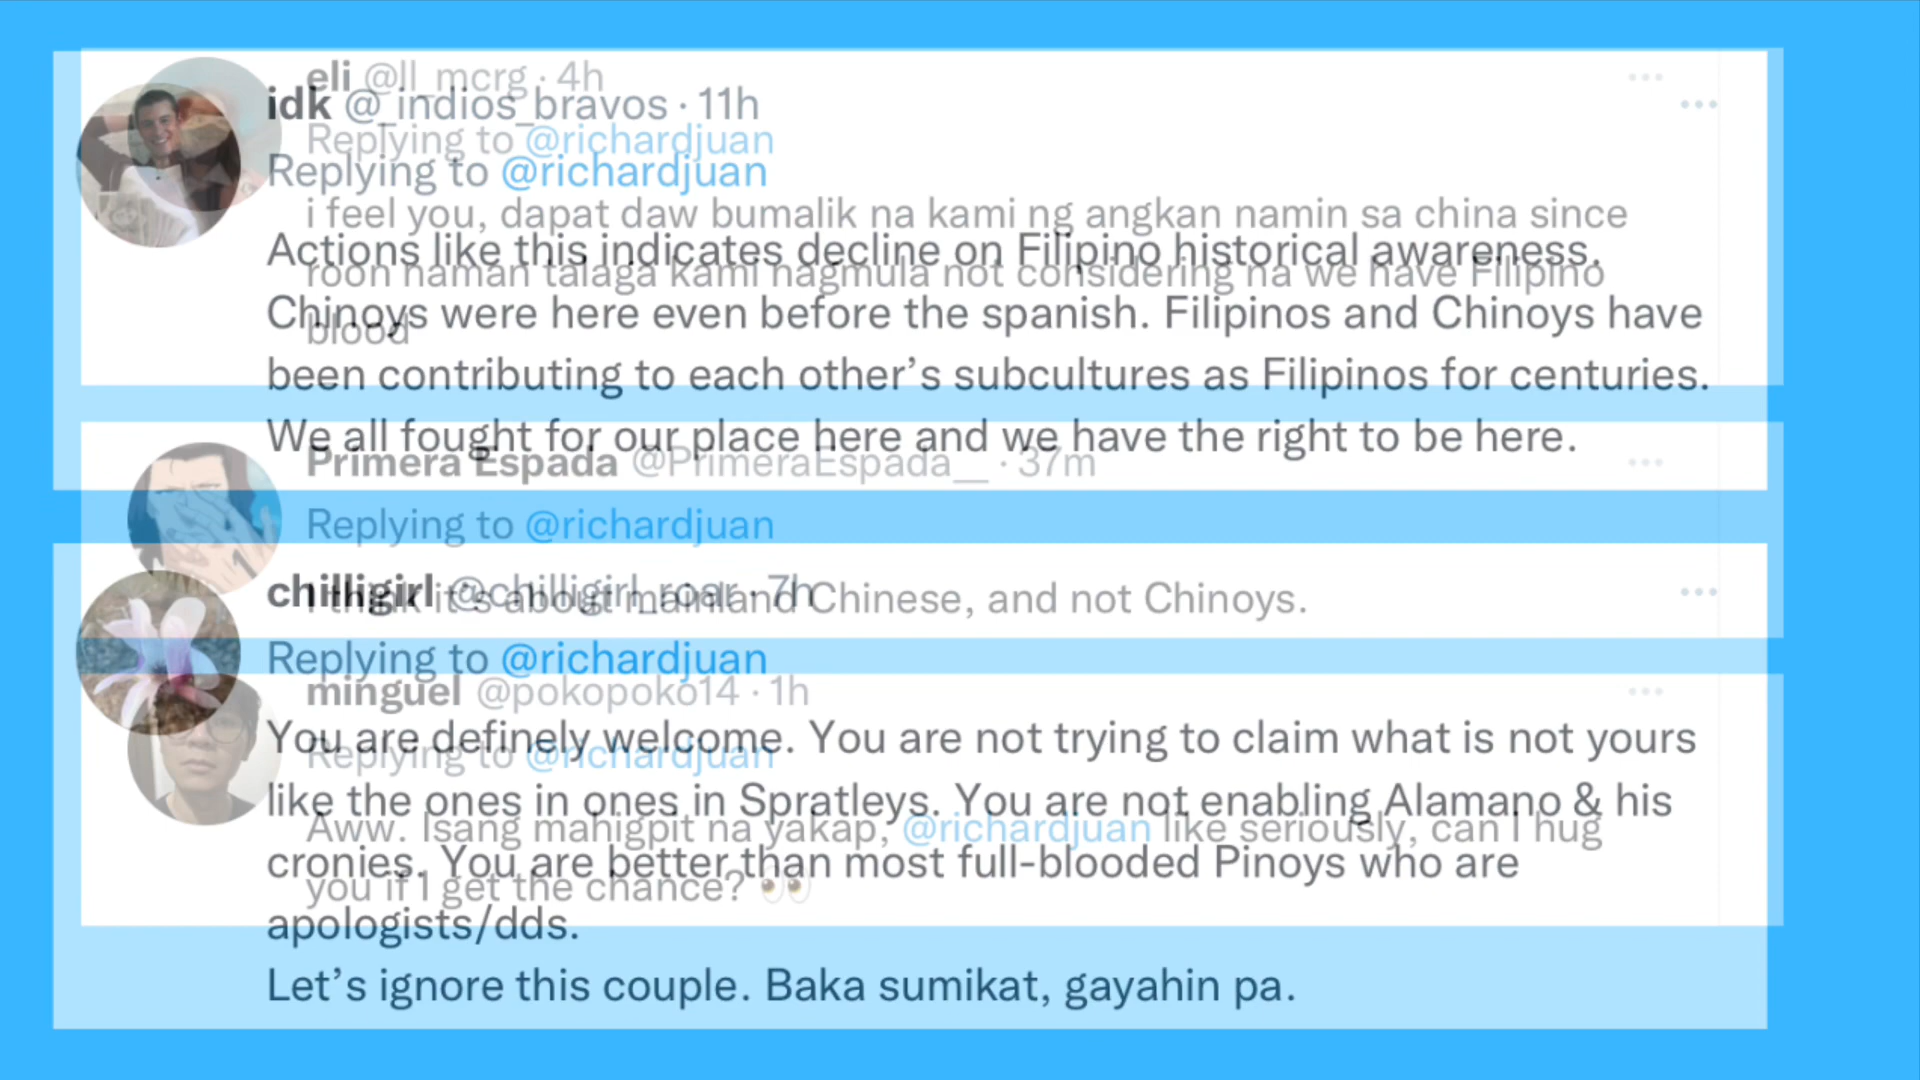 idk @_indios_bravos · 11h
Replying to @richardjuan
Actions like this indicates decline on Filipino historical awareness.
Chinoys were here even before the spanish. Filipinos and Chinoys have
been contributing to each other’s subcultures as Filipinos for centuries.
We all fought for our place here and we have the right to be here.
chilligirl @chilligirl_roar · 7h
Replying to @richardjuan
You are definely welcome. You are not trying to claim what is not yours
like the ones in ones in Spratleys. You are not enabling Alamano & his
cronies. You are better than most full-blooded Pinoys who are
apologists/dds.
Let’s ignore this couple. Baka sumikat, gayahin pa.
eli @ll_mcrg · 4h
Replying to @richardjuan
i feel you, dapat daw bumalik na kami ng angkan namin sa china since
roon naman talaga kami nagmula not considering na we have Filipino
blood
Primera Espada @PrimeraEspada__ · 37m
Replying to @richardjuan
I think it's about mainland Chinese, and not Chinoys.
minguel @pokopoko14 · 1h
Replying to @richardjuan
Aww. Isang mahigpit na yakap, @richardjuan like seriously, can I hug
you if I get the chance? 👀